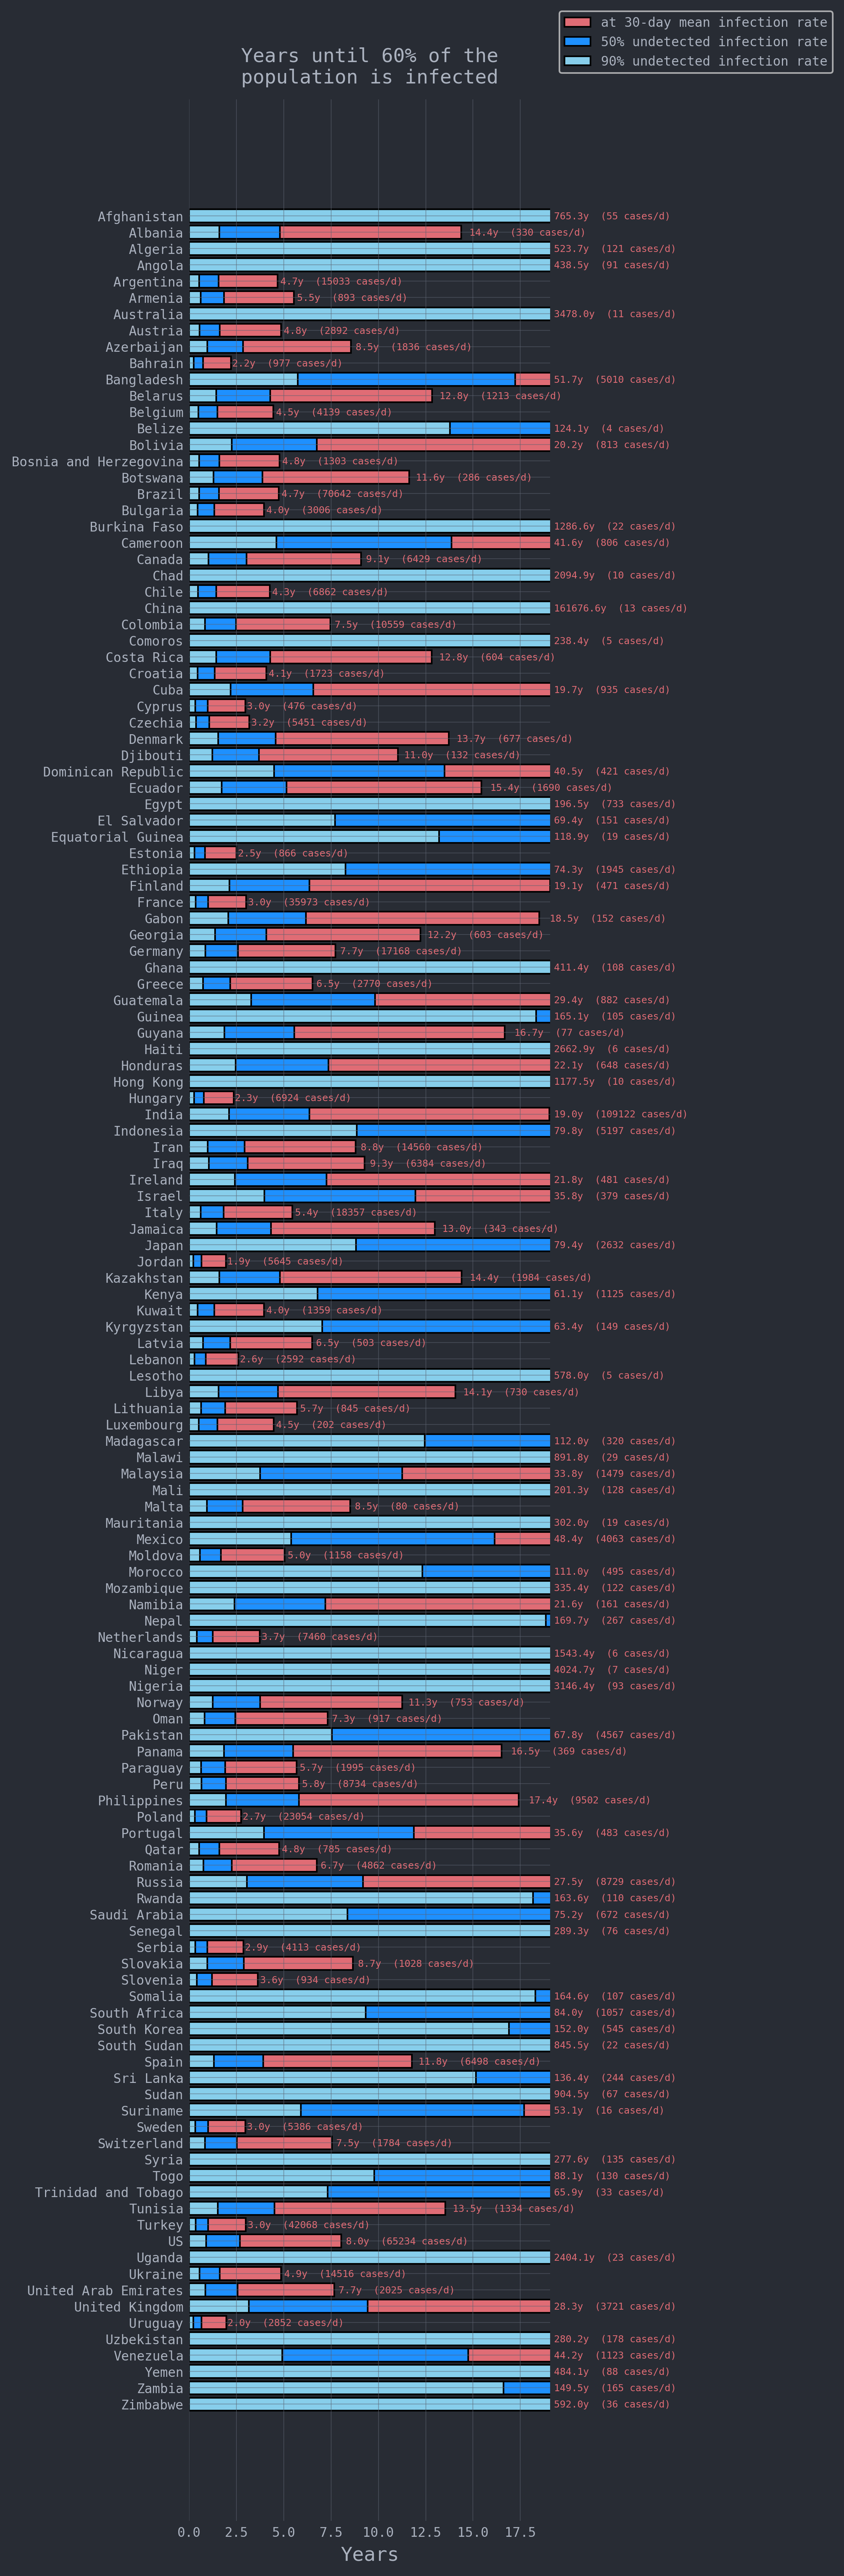 at 30-day mean infection rate
50% undetected infection rate
90% undetected infection rate
Years until 60% of the
population is infected
Afghanistan 765.3y (55 cases/d)
Albania 14.4y (330 cases/d)
Algeria 523.7y (121 cases/d)
Angola 438.5y (91 cases/d)
Argentina 4.7y (15033 cases/d)
Armenia 5.5y (893 cases/d)
Australia 3478.0y (11 cases/d)
Austria 4.8y (2892 cases/d)
Azerbaijan 8.5y (1836 cases/d)
Bahrain 2.2y (977 cases/d)
Bangladesh 51.7y (5010 cases/d)
Belarus 12.8y (1213 cases/d)
Belgium 4.5y (4139 cases/d)
Belize 124.1y (4 cases/d)
Bolivia 20.2y (813 cases/d)
Bosnia and Herzegovina 4.8y (1303 cases/d)
Botswana 11.6y (286 cases/d)
Brazil 4.7y (70642 cases/d)
Bulgaria 4.0y (3006 cases/d)
Burkina Faso 1286.6y (22 cases/d)
Cameroon 41.6y (806 cases/d)
Canada 9.1y (6429 cases/d)
Chad 2094.9y (10 cases/d)
Chile 4.3y (6862 cases/d)
China 161676.6y (13 cases/d)
Colombia 7.5y (10559 cases/d)
Comoros 238.4y (5 cases/d)
Costa Rica 12.8y (604 cases/d)
Croatia 4.1y (1723 cases/d)
Cuba 19.7y (935 cases/d)
Cyprus 3.0y (476 cases/d)
Czechia 3.2y (5451 cases/d)
Denmark 13.7y (677 cases/d)
Djibouti 11.0y (132 cases/d)
Dominican Republic 40.5y (421 cases/d)
Ecuador 15.4y (1690 cases/d)
Egypt 196.5y (733 cases/d)
El Salvador 69.4y (151 cases/d)
Equatorial Guinea 118.9y (19 cases/d)
Estonia 2.5y (866 cases/d)
Ethiopia 74.3y (1945 cases/d)
Finland 19.1y (471 cases/d)
France 3.0y (35973 cases/d)
Gabon 18.5y (152 cases/d)
Georgia 12.2y (603 cases/d)
Germany 7.7y (17168 cases/d)
Ghana 411.4y (108 cases/d)
Greece 6.5y (2770 cases/d)
Guatemala 29.4y (882 cases/d)
Guinea 165.1y (105 cases/d)
Guyana 16.7y (77 cases/d)
Haiti 2662.9y (6 cases/d)
Honduras 22.1y (648 cases/d)
Hong Kong 1177.5y (10 cases/d)
Hungary 2.3y (6924 cases/d)
India 19.0y (109122 cases/d)
Indonesia 79.8y (5197 cases/d)
Iran 8.8y (14560 cases/d)
Iraq 9.3y (6384 cases/d)
Ireland 21.8y (481 cases/d)
Israel 35.8y (379 cases/d)
Italy 5.4y (18357 cases/d)
Jamaica 13.0y (343 cases/d)
Japan 79.4y (2632 cases/d)
Jordan 1.9y (5645 cases/d)
Kazakhstan 14.4y (1984 cases/d)
Kenya 61.1y (1125 cases/d)
Kuwait 4.0y (1359 cases/d)
Kyrgyzstan 63.4y (149 cases/d)
Latvia 6.5y (503 cases/d)
Lebanon 2.6y (2592 cases/d)
Lesotho 578.0y (5 cases/d)
Libya 14.1y (730 cases/d)
Lithuania 5.7y (845 cases/d)
Luxembourg 4.5y (202 cases/d)
Madagascar 112.0y (320 cases/d)
Malawi 891.8y (29 cases/d)
Malaysia 33.8y (1479 cases/d)
Mali 201.3y (128 cases/d)
Malta 8.5y (80 cases/d)
Mauritania 302.0y (19 cases/d)
Mexico 48.4y (4063 cases/d)
Moldova 5.0y (1158 cases/d)
Morocco 111.0y (495 cases/d)
Mozambique 335.4y (122 cases/d)
Namibia 21.6y (161 cases/d)
Nepal 169.7y (267 cases/d)
Netherlands 3.7y (7460 cases/d)
Nicaragua 1543.4y (6 cases/d)
Niger 4024.7y (7 cases/d)
Nigeria 3146.4y (93 cases/d)
Norway 11.3y (753 cases/d)
Oman 7.3y (917 cases/d)
Pakistan 67.8y (4567 cases/d)
Panama 16.5y (369 cases/d)
Paraguay 5.7y (1995 cases/d)
Peru 5.8y (8734 cases/d)
Philippines 17.4y (9502 cases/d)
Poland 2.7y (23054 cases/d)
Portugal 35.6y (483 cases/d)
Qatar 4.8y (785 cases/d)
Romania 6.7y (4862 cases/d)
Russia 27.5y (8729 cases/d)
Rwanda 163.6y (110 cases/d)
Saudi Arabia 75.2y (672 cases/d)
Senegal 289.3y (76 cases/d)
Serbia 2.9y (4113 cases/d)
Slovakia 8.7y (1028 cases/d)
Slovenia 3.6y (934 cases/d)
Somalia 164.6y (107 cases/d)
South Africa 84.0y (1057 cases/d)
South Korea 152.0y (545 cases/d)
South Sudan 845.5y (22 cases/d)
Spain 11.8y (6498 cases/d)
Sri Lanka 136.4y (244 cases/d)
Sudan 904.5y (67 cases/d)
Suriname 53.1y (16 cases/d)
Sweden 3.0y (5386 cases/d)
Switzerland 7.5y (1784 cases/d)
Syria 277.6y (135 cases/d)
Togo 88.1y (130 cases/d)
Trinidad and Tobago 65.9y (33 cases/d)
Tunisia 13.5y (1334 cases/d)
Turkey 3.0y (42068 cases/d)
US 8.0y (65234 cases/d)
Uganda 2404.1y (23 cases/d)
Ukraine 4.9y (14516 cases/d)
United Arab Emirates 7.7y (2025 cases/d)
United Kingdom 28.3y (3721 cases/d)
Uruguay 2.0y (2852 cases/d)
Uzbekistan 280.2y (178 cases/d)
Venezuela 44.2y (1123 cases/d)
Yemen 484.1y (88 cases/d)
Zambia 149.5y (165 cases/d)
Zimbabwe 592.0y (36 cases/d)
0.0 2.5 5.0 7.5 10.0 12.5 15.0 17.5
Years